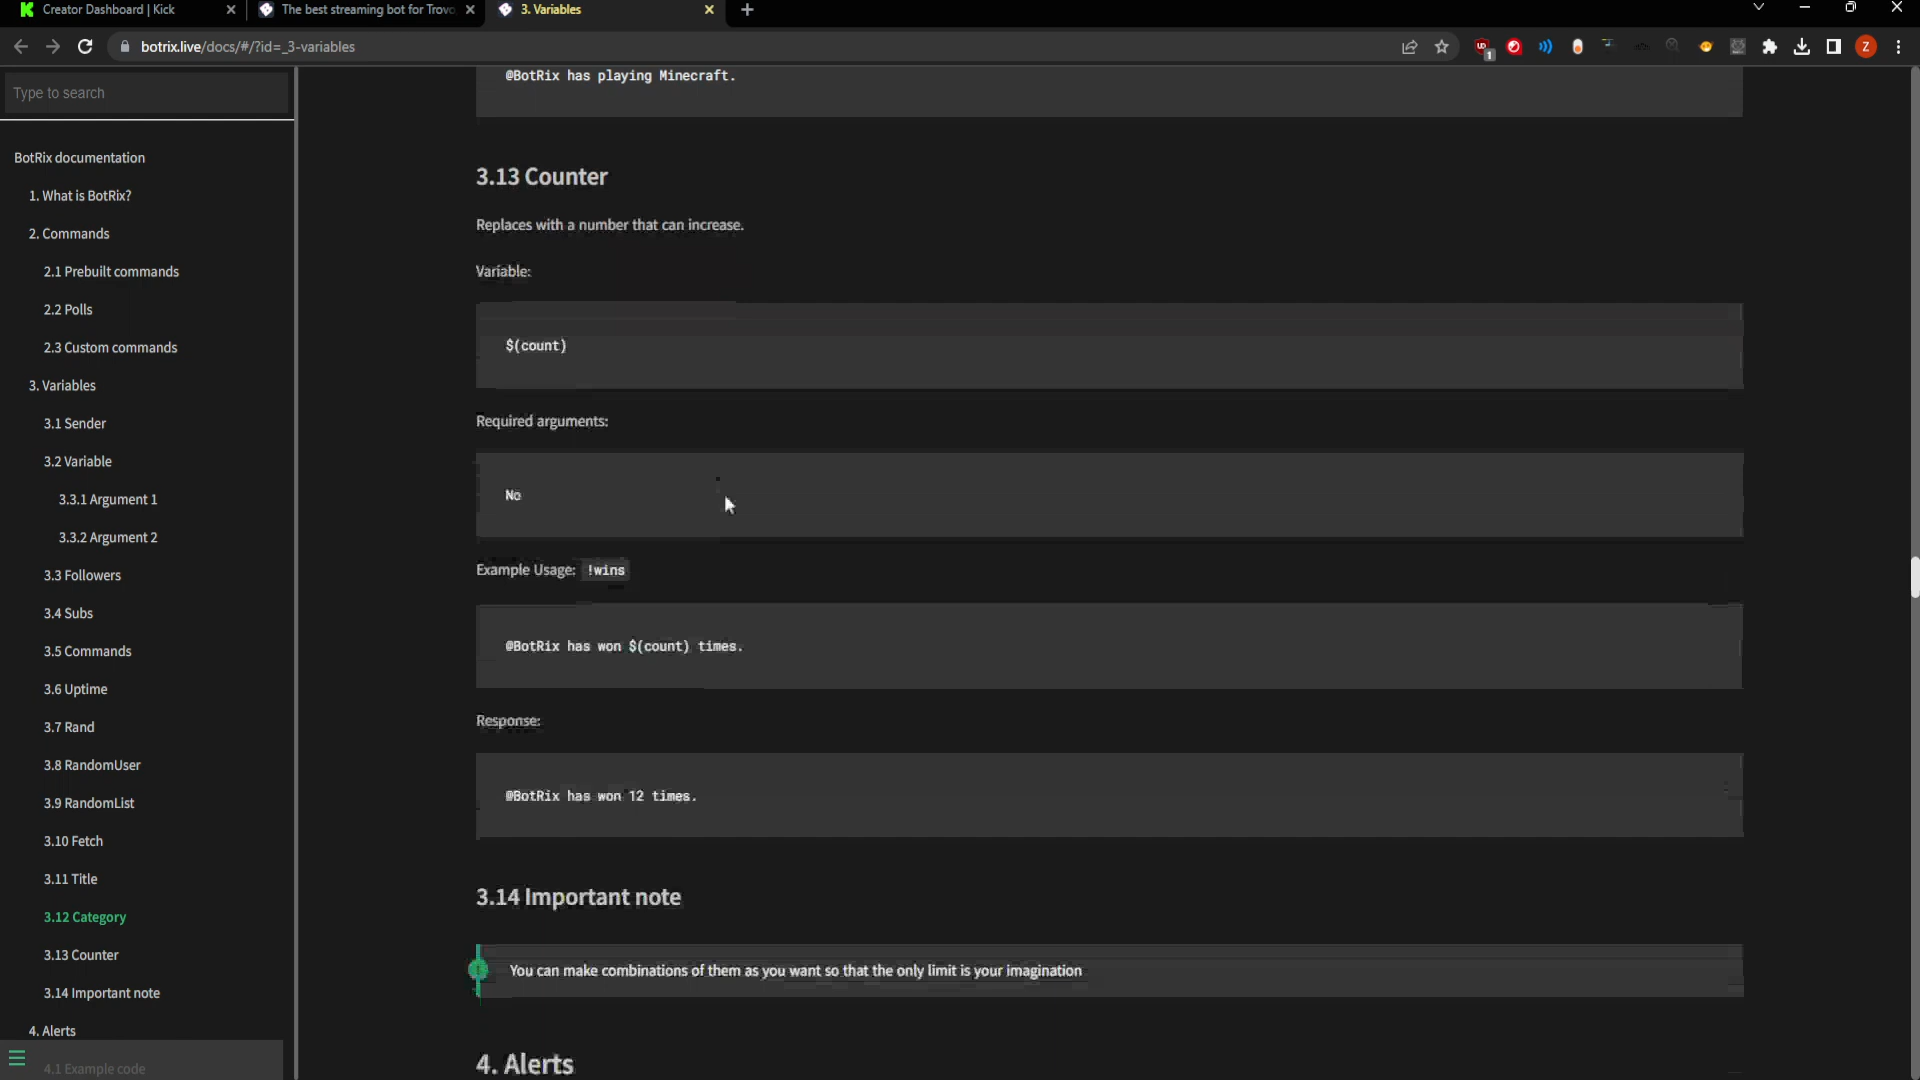 Creator Dashboard | Kick
The best streaming bot for Trovo
3. Variables
botrix.live/docs/#/?id=_3-variables
1
Z
Type to search
BotRix documentation
1. What is BotRix?
2. Commands
2.1 Prebuilt commands
2.2 Polls
2.3 Custom commands
3. Variables
3.1 Sender
3.2 Variable
3.3.1 Argument 1
3.3.2 Argument 2
3.3 Followers
3.4 Subs
3.5 Commands
3.6 Uptime
3.7 Rand
3.8 RandomUser
3.9 RandomList
3.10 Fetch
3.11 Title
3.12 Category
3.13 Counter
3.14 Important note
4. Alerts
4.1 Example code
@BotRix has playing Minecraft.
3.13 Counter
Replaces with a number that can increase.
Variable:
$(count)
Required arguments:
No
Example Usage: !wins
@BotRix has won $(count) times.
Response:
@BotRix has won 12 times.
3.14 Important note
You can make combinations of them as you want so that the only limit is your imagination
4. Alerts